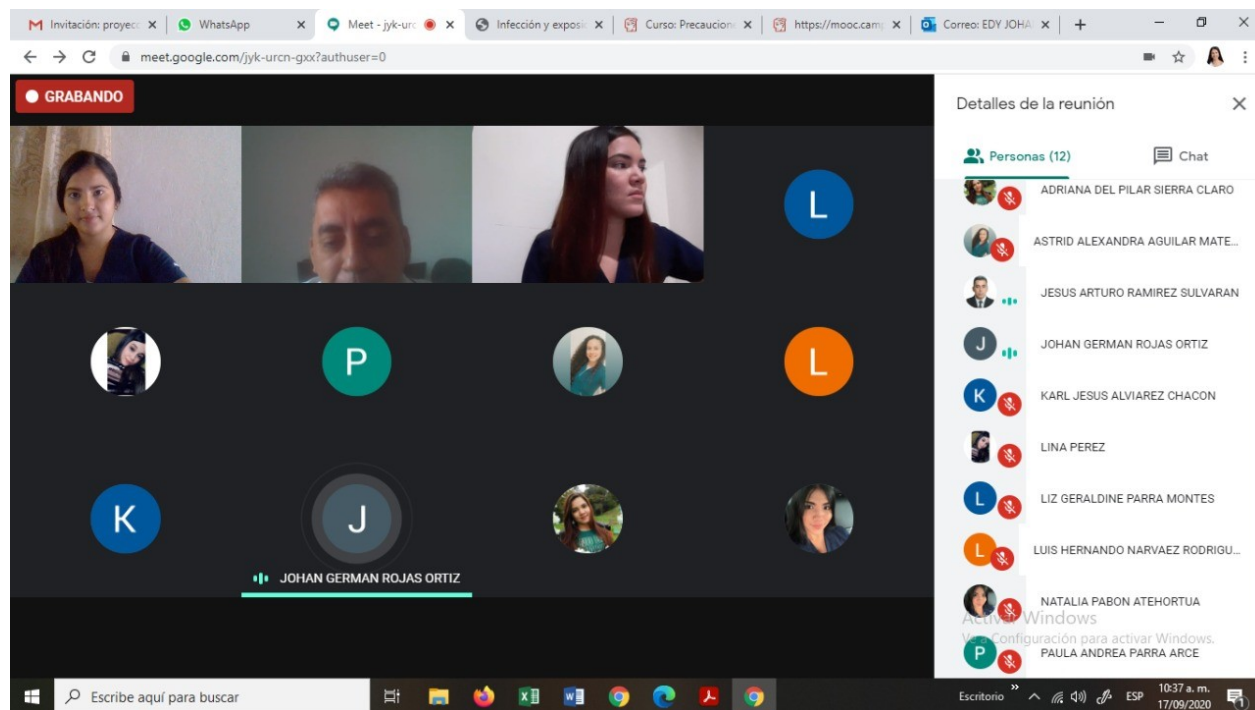 Invitación: proyec
WhatsApp
Meet - jyk-urc
Infección y exposic
Curso: Precaucione
https://mooc.camp
Correo: EDY JOHA
meet.google.com/jyk-urcn-gxx?authuser=0
GRABANDO
Detalles de la reunión
Personas (12)
Chat
L
P
L
K
J
JOHAN GERMAN ROJAS ORTIZ
ADRIANA DEL PILAR SIERRA CLARO
ASTRID ALEXANDRA AGUILAR MATE...
JESUS ARTURO RAMIREZ SULVARAN
J
JOHAN GERMAN ROJAS ORTIZ
K
KARL JESUS ALVIAREZ CHACON
LINA PEREZ
L
LIZ GERALDINE PARRA MONTES
L
LUIS HERNANDO NARVAEZ RODRIGU...
NATALIA PABON ATEHORTUA
Activar Windows
Ve a Configuración para activar Windows.
P
PAULA ANDREA PARRA ARCE
Escribe aquí para buscar
Escritorio
ESP
10:37 a. m.
17/09/2020